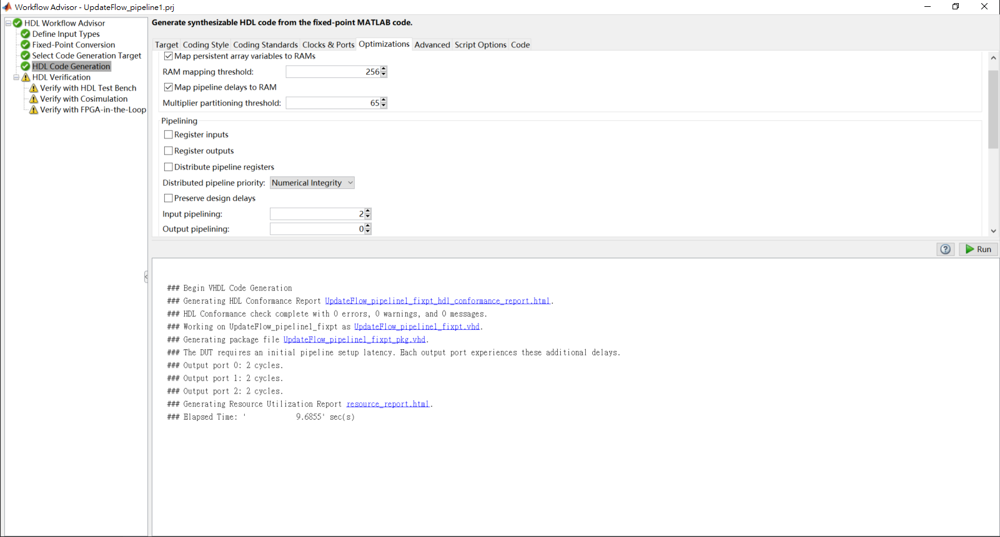 Workflow Advisor - UpdateFlow_pipeline1.prj
HDL Workflow Advisor
Define Input Types
Fixed-Point Conversion
Select Code Generation Target
HDL Code Generation
HDL Verification
Verify with HDL Test Bench
Verify with Cosimulation
Verify with FPGA-in-the-Loop
Generate synthesizable HDL code from the fixed-point MATLAB code.
Target Coding Style Coding Standards Clocks & Ports Optimizations Advanced Script Options Code
Map persistent array variables to RAMs
RAM mapping threshold: 256
Map pipeline delays to RAM
Multiplier partitioning threshold: 65
Pipelining
Register inputs
Register outputs
Distribute pipeline registers
Distributed pipeline priority: Numerical Integrity
Preserve design delays
Input pipelining: 2
Output pipelining: 0
? Run
### Begin VHDL Code Generation
### Generating HDL Conformance Report UpdateFlow_pipeline1_fixpt_hdl_conformance_report.html.
### HDL Conformance check complete with 0 errors, 0 warnings, and 0 messages.
### Working on UpdateFlow_pipeline1_fixpt as UpdateFlow_pipeline1_fixpt.vhd.
### Generating package file UpdateFlow_pipeline1_fixpt_pkg.vhd.
### The DUT requires an initial pipeline setup latency. Each output port experiences these additional delays.
### Output port 0: 2 cycles.
### Output port 1: 2 cycles.
### Output port 2: 2 cycles.
### Generating Resource Utilization Report resource_report.html.
### Elapsed Time: ' 9.6855' sec(s)